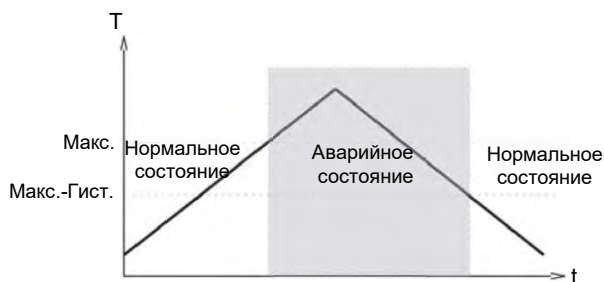 T
Макс.
Нормальное
состояние
Аварийное
состояние
Нормальное
состояние
Макс.-Гист.
t